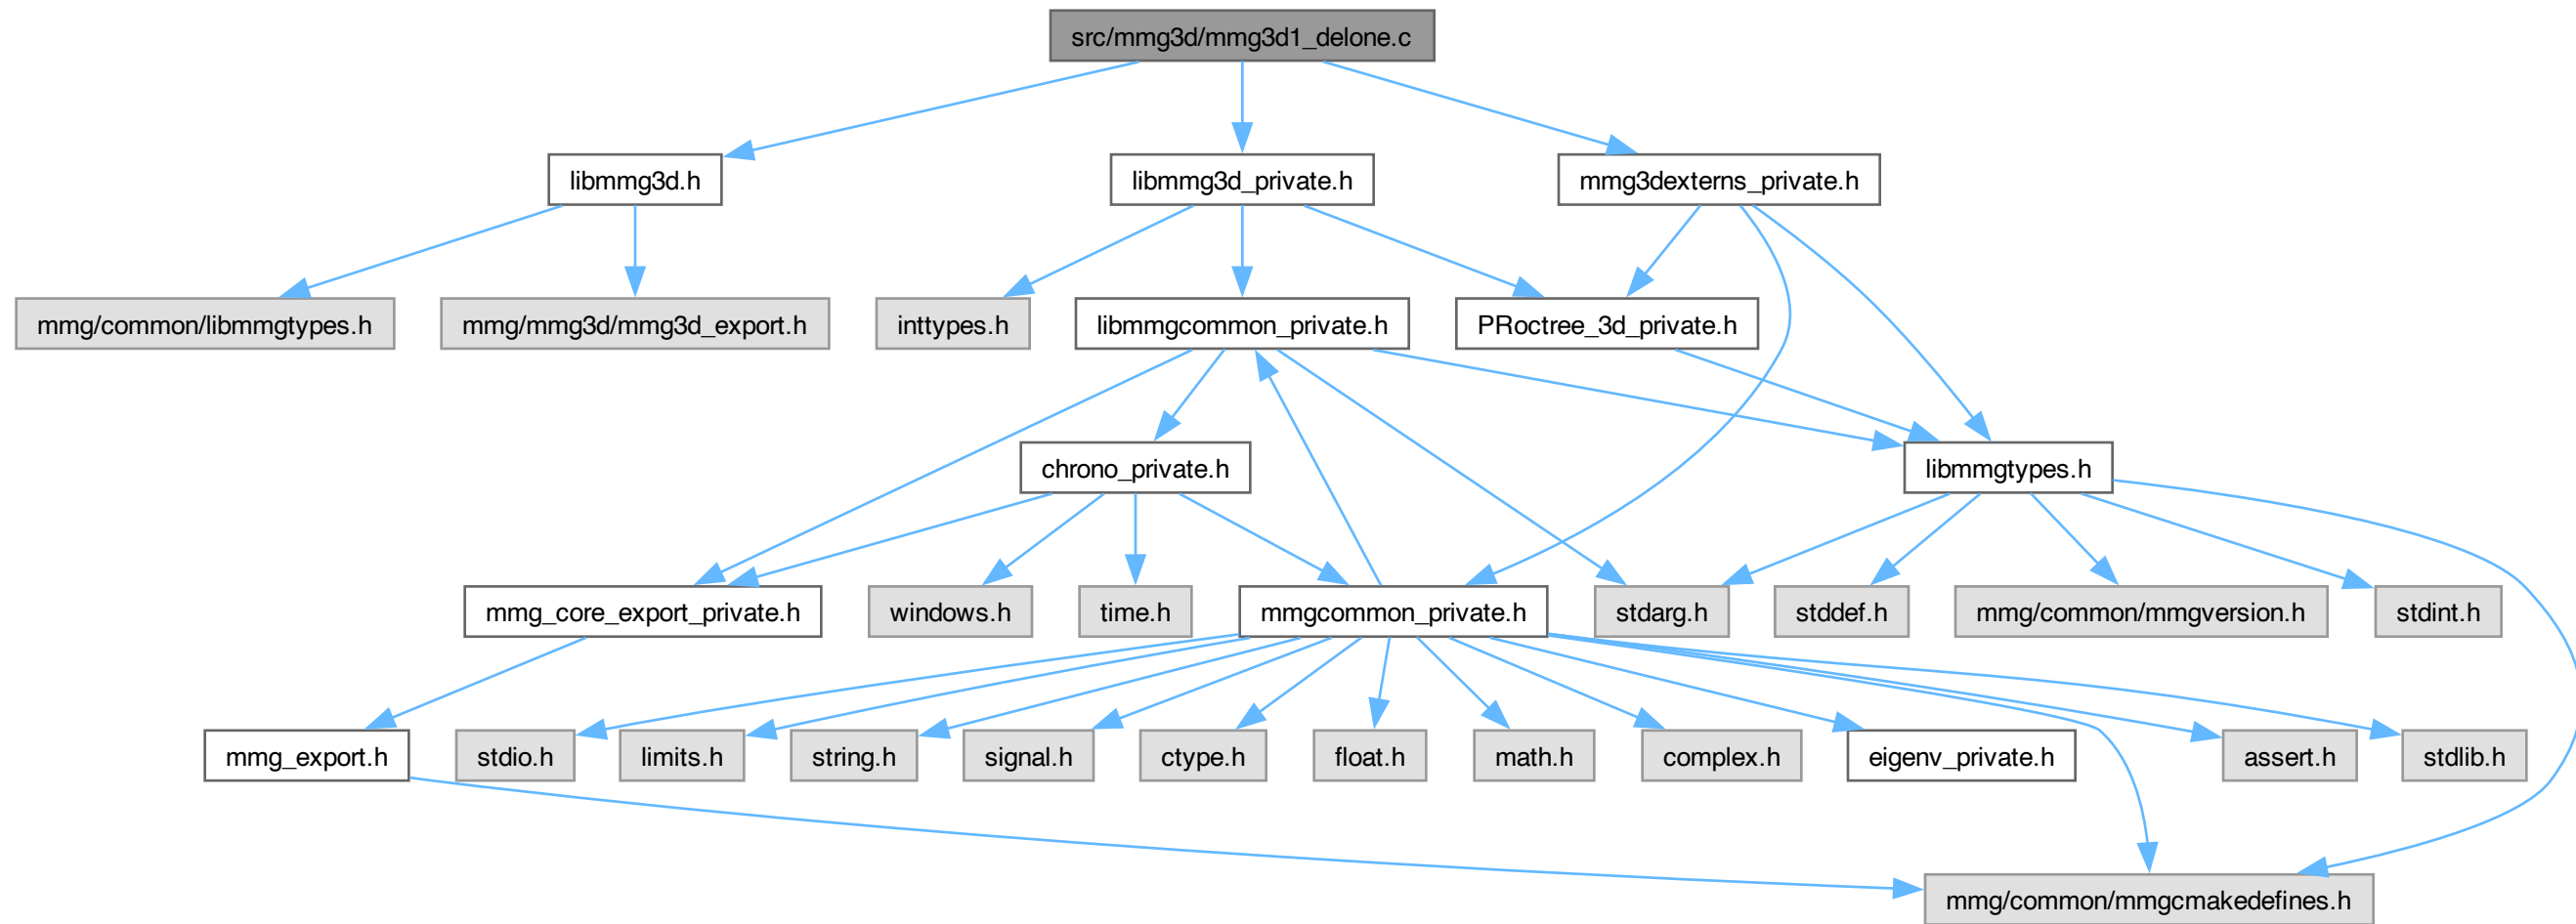 src/mmg3d/mmg3d1_delone.c
libmmg3d.h
libmmg3d_private.h
mmg3dexterns_private.h
mmg/common/libmmgtypes.h
mmg/mmg3d/mmg3d_export.h
inttypes.h
libmmgcommon_private.h
PRoctree_3d_private.h
chrono_private.h
libmmgtypes.h
mmg_core_export_private.h
windows.h
time.h
mmgcommon_private.h
stdarg.h
stddef.h
mmg/common/mmgversion.h
stdint.h
mmg_export.h
stdio.h
limits.h
string.h
signal.h
ctype.h
float.h
math.h
complex.h
eigenv_private.h
assert.h
stdlib.h
mmg/common/mmgcmakedefines.h